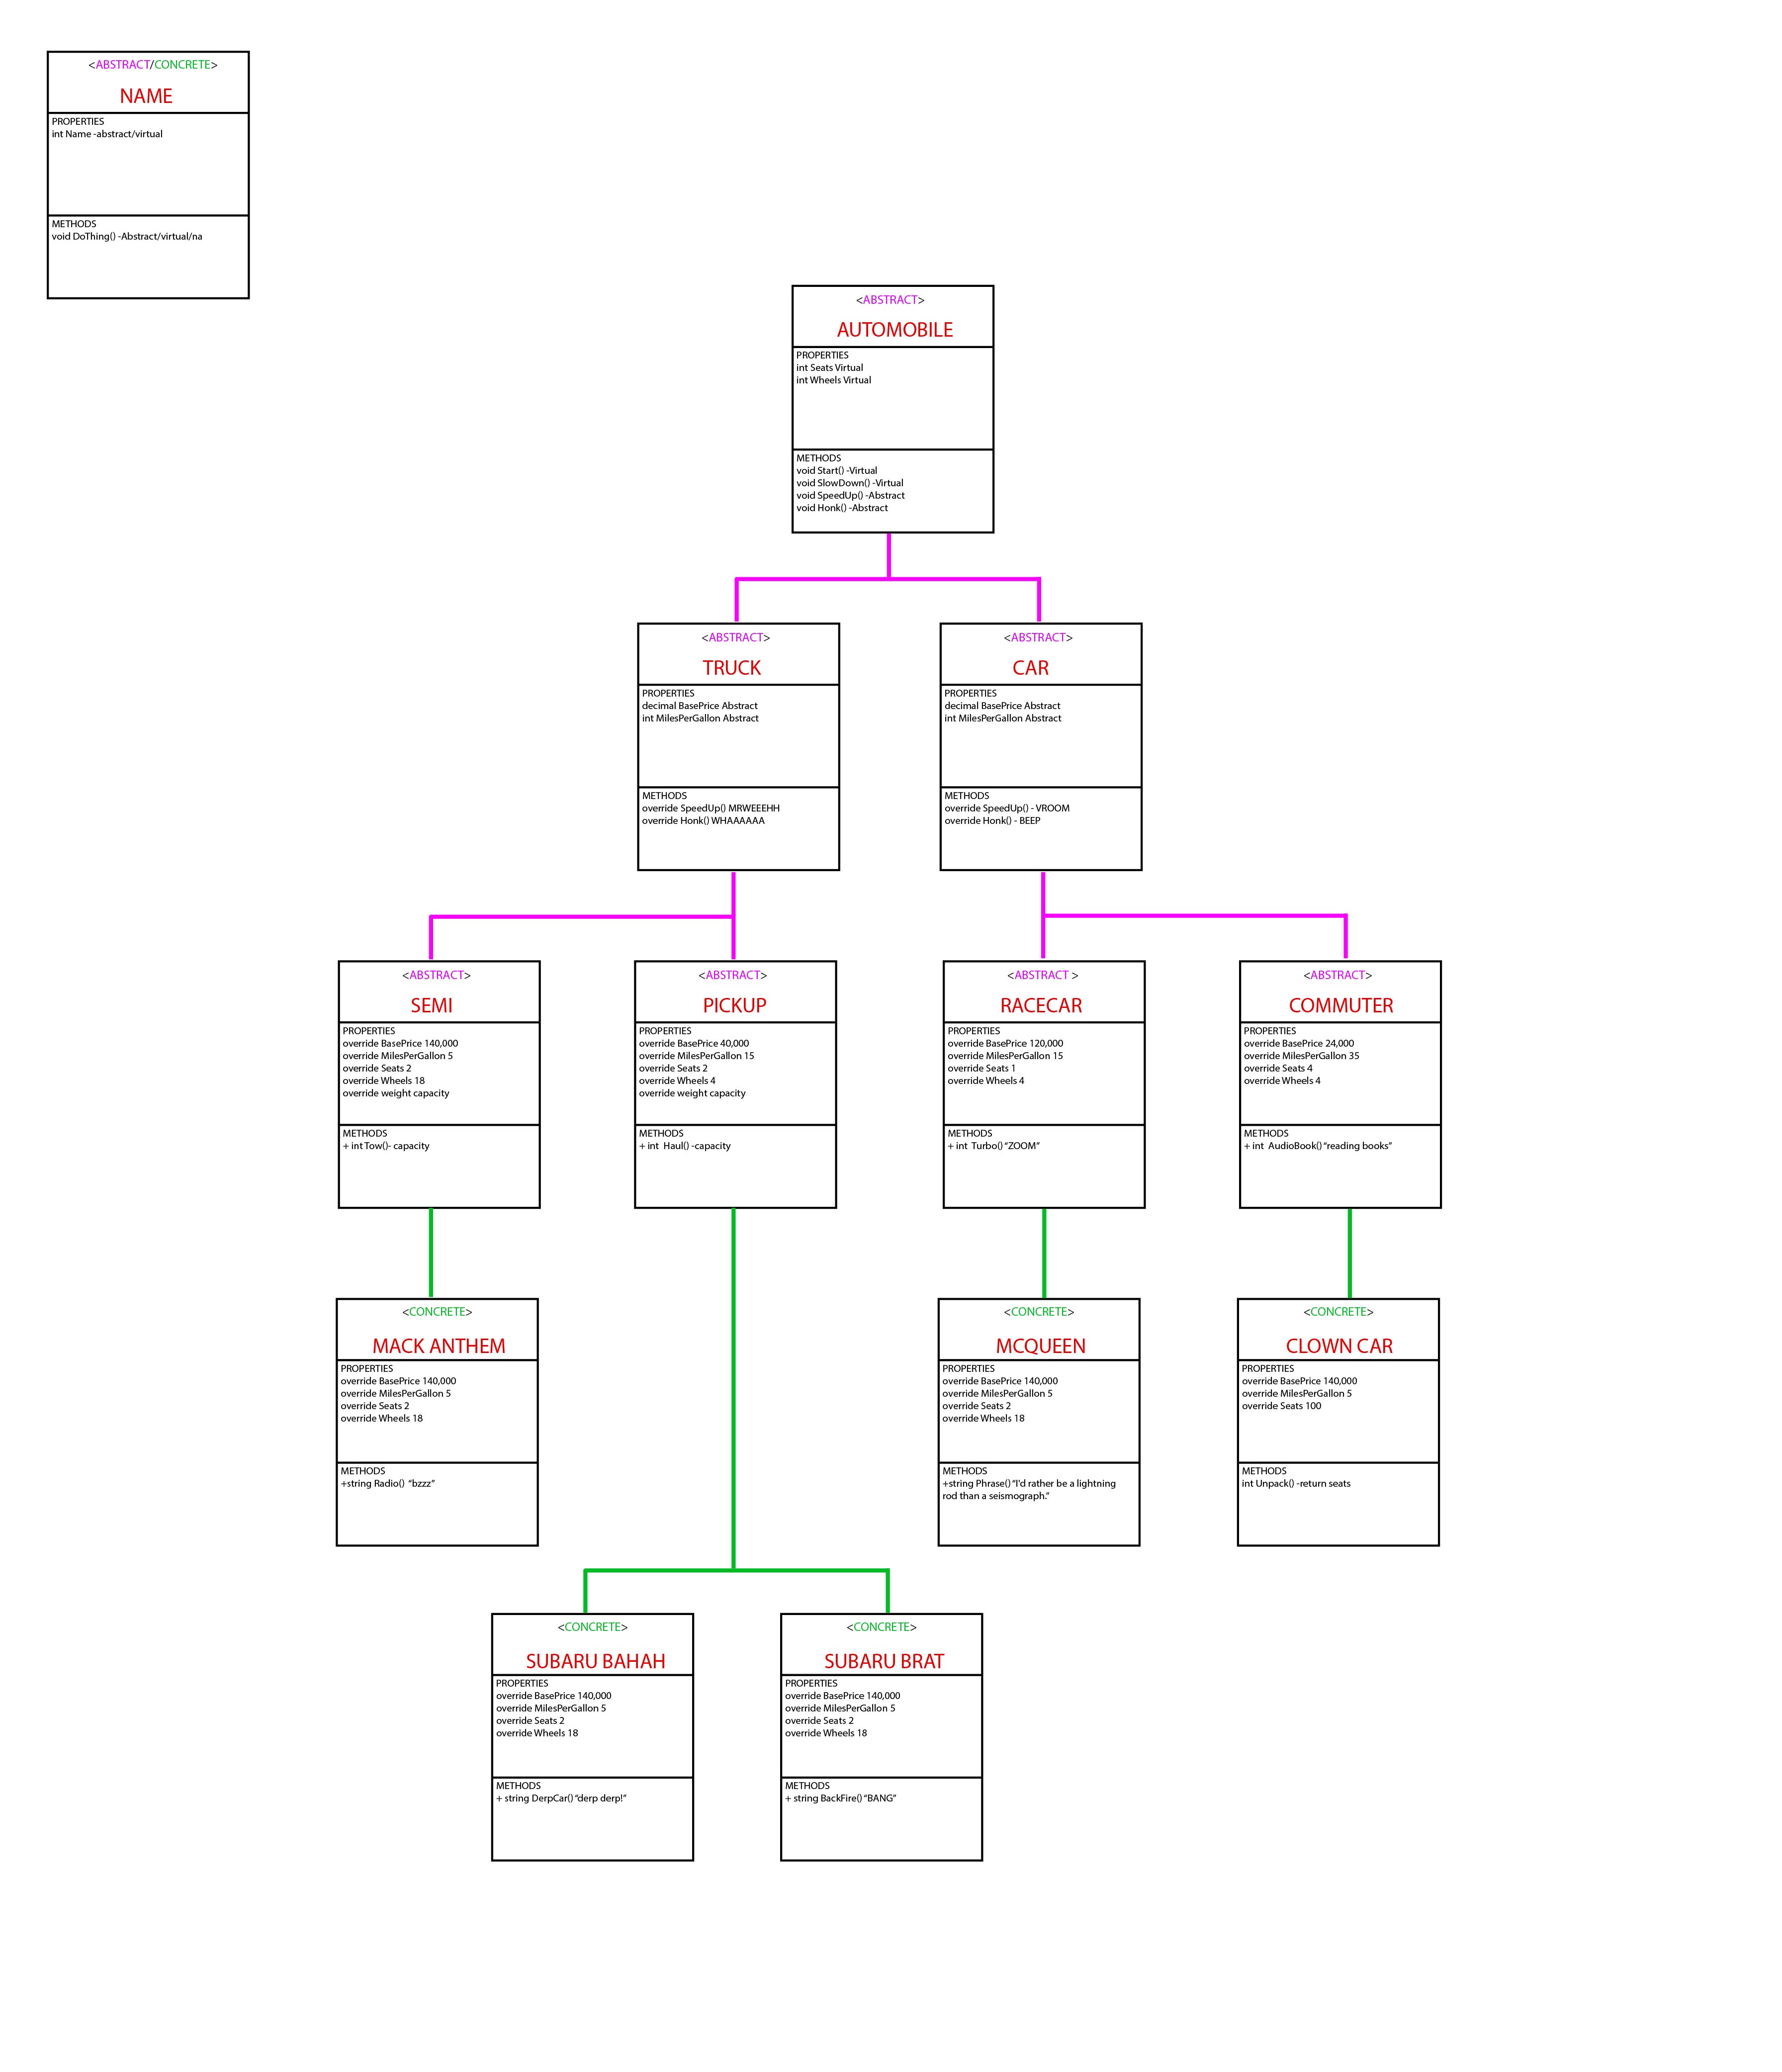 <ABSTRACT/CONCRETE>
NAME
PROPERTIES
int Name -abstract/virtual
METHODS
void DoThing() -Abstract/virtual/na
<ABSTRACT>
AUTOMOBILE
PROPERTIES
int Seats Virtual
int Wheels Virtual
METHODS
void Start() -Virtual
void SlowDown() -Virtual
void SpeedUp() -Abstract
void Honk() -Abstract
<ABSTRACT>
TRUCK
PROPERTIES
decimal BasePrice Abstract
int MilesPerGallon Abstract
METHODS
override SpeedUp() MRWEEEHH
override Honk() WHAAAAAA
<ABSTRACT>
CAR
PROPERTIES
decimal BasePrice Abstract
int MilesPerGallon Abstract
METHODS
override SpeedUp() - VROOM
override Honk() - BEEP
<ABSTRACT>
SEMI
PROPERTIES
override BasePrice 140,000
override MilesPerGallon 5
override Seats 2
override Wheels 18
override weight capacity
METHODS
+ int Tow()- capacity
<ABSTRACT>
PICKUP
PROPERTIES
override BasePrice 40,000
override MilesPerGallon 15
override Seats 2
override Wheels 4
override weight capacity
METHODS
+ int  Haul() -capacity
<ABSTRACT >
RACECAR
PROPERTIES
override BasePrice 120,000
override MilesPerGallon 15
override Seats 1
override Wheels 4
METHODS
+ int  Turbo() “ZOOM”
<ABSTRACT>
COMMUTER
PROPERTIES
override BasePrice 24,000
override MilesPerGallon 35
override Seats 4
override Wheels 4
METHODS
+ int  AudioBook() “reading books”
<CONCRETE>
MACK ANTHEM
PROPERTIES
override BasePrice 140,000
override MilesPerGallon 5
override Seats 2
override Wheels 18
METHODS
+string Radio()  “bzzz”
<CONCRETE>
MCQUEEN
PROPERTIES
override BasePrice 140,000
override MilesPerGallon 5
override Seats 2
override Wheels 18
METHODS
+string Phrase() “I'd rather be a lightning
rod than a seismograph.”
<CONCRETE>
CLOWN CAR
PROPERTIES
override BasePrice 140,000
override MilesPerGallon 5
override Seats 100
METHODS
int Unpack() -return seats
<CONCRETE>
SUBARU BAHAH
PROPERTIES
override BasePrice 140,000
override MilesPerGallon 5
override Seats 2
override Wheels 18
METHODS
+ string DerpCar() “derp derp!”
<CONCRETE>
SUBARU BRAT
PROPERTIES
override BasePrice 140,000
override MilesPerGallon 5
override Seats 2
override Wheels 18
METHODS
+ string BackFire() “BANG”